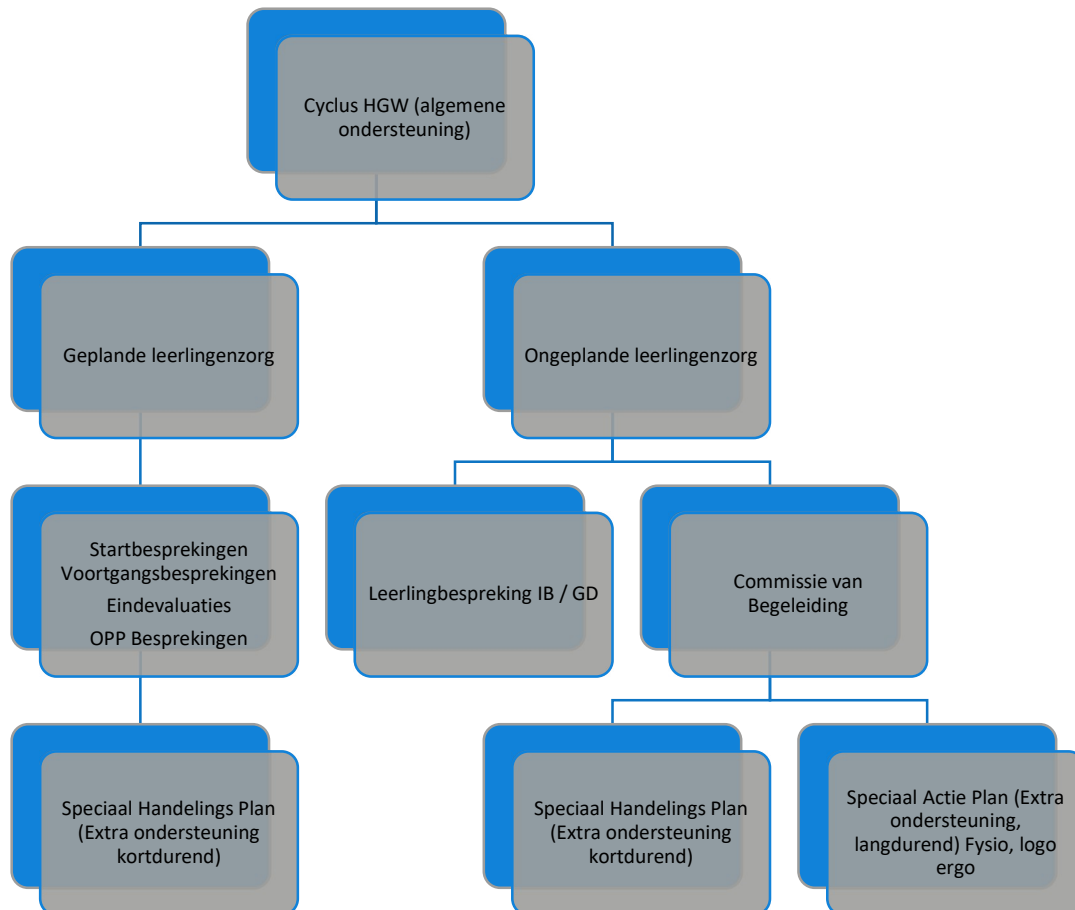 Cyclus HGW (algemene
ondersteuning)
Geplande leerlingenzorg
Ongeplande leerlingenzorg
Startbesprekingen
Voortgangsbesprekingen
Eindevaluaties
OPP Besprekingen
Leerlingbespreking IB / GD
Commissie van
Begeleiding
Speciaal Handelings Plan
(Extra ondersteuning
kortdurend)
Speciaal Handelings Plan
(Extra ondersteuning
kortdurend)
Speciaal Actie Plan (Extra
ondersteuning,
langdurend) Fysio, logo
ergo